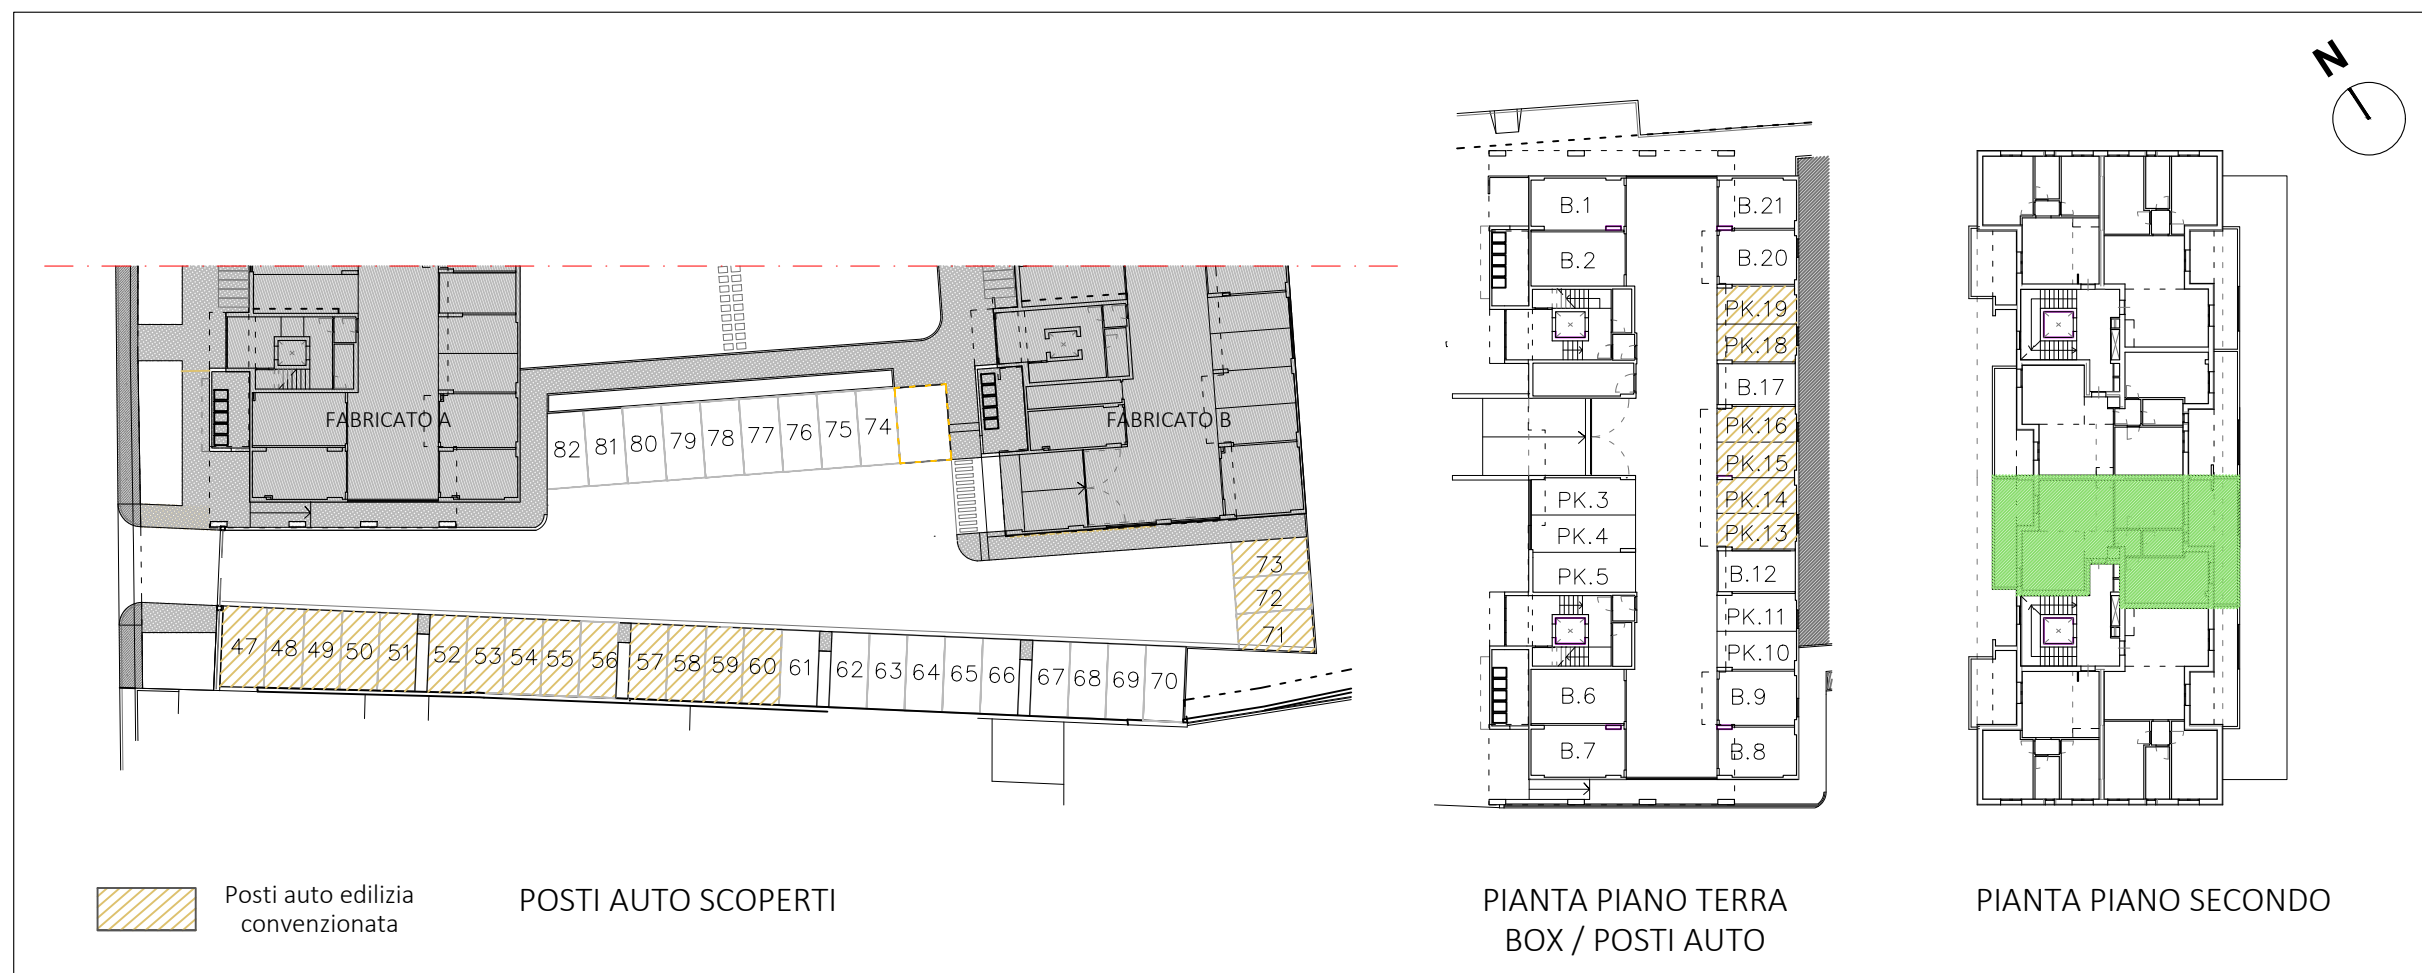 N
FABRICATO A
FABRICATO B
82 81 80 79 78 77 76 75 74
73
72
71
47 48 49 50 51 52 53 54 55 56 57 58 59 60 61 62 63 64 65 66 67 68 69 70
B.1
B.2
PK.3
PK.4
PK.5
B.6
B.7
B.21
B.20
PK.19
PK.18
B.17
PK.16
PK.15
PK.14
PK.13
B.12
PK.11
PK.10
B.9
B.8
Posti auto edilizia
convenzionata
POSTI AUTO SCOPERTI
PIANTA PIANO TERRA
BOX / POSTI AUTO
PIANTA PIANO SECONDO